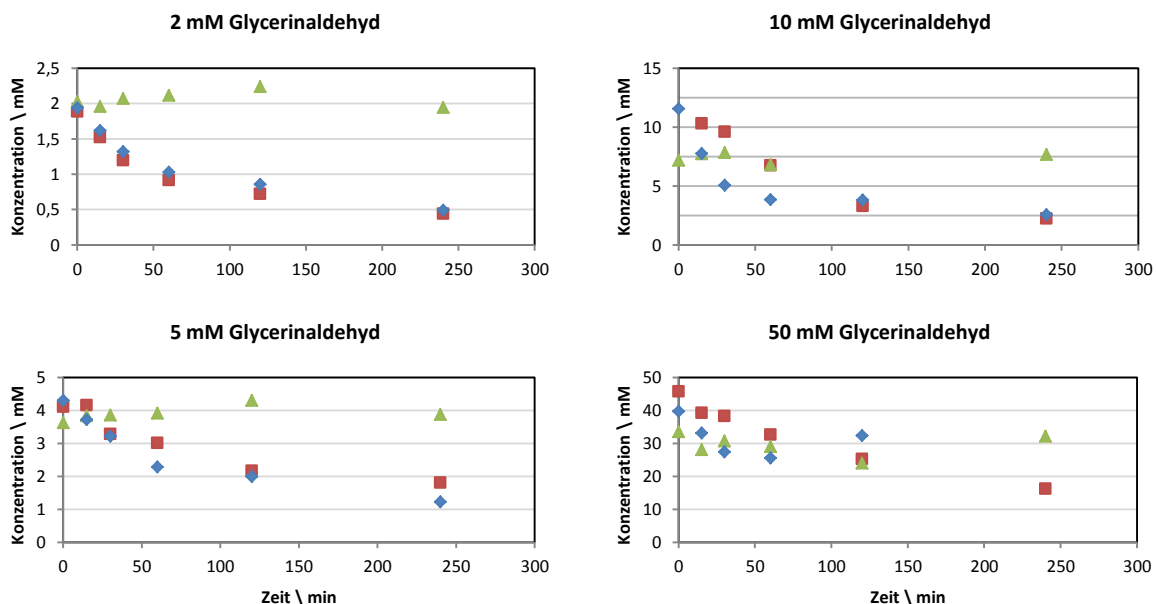 2 mM Glycerinaldehyd
Konzentration \ mM
2,5
2
1,5
1
0,5
0
0 50 100 150 200 250 300
10 mM Glycerinaldehyd
Konzentration \ mM
15
10
5
0
0 50 100 150 200 250 300
5 mM Glycerinaldehyd
Konzentration \ mM
5
4
3
2
1
0
0 50 100 150 200 250 300
Zeit \ min
50 mM Glycerinaldehyd
Konzentration \ mM
50
40
30
20
10
0
0 50 100 150 200 250 300
Zeit \ min